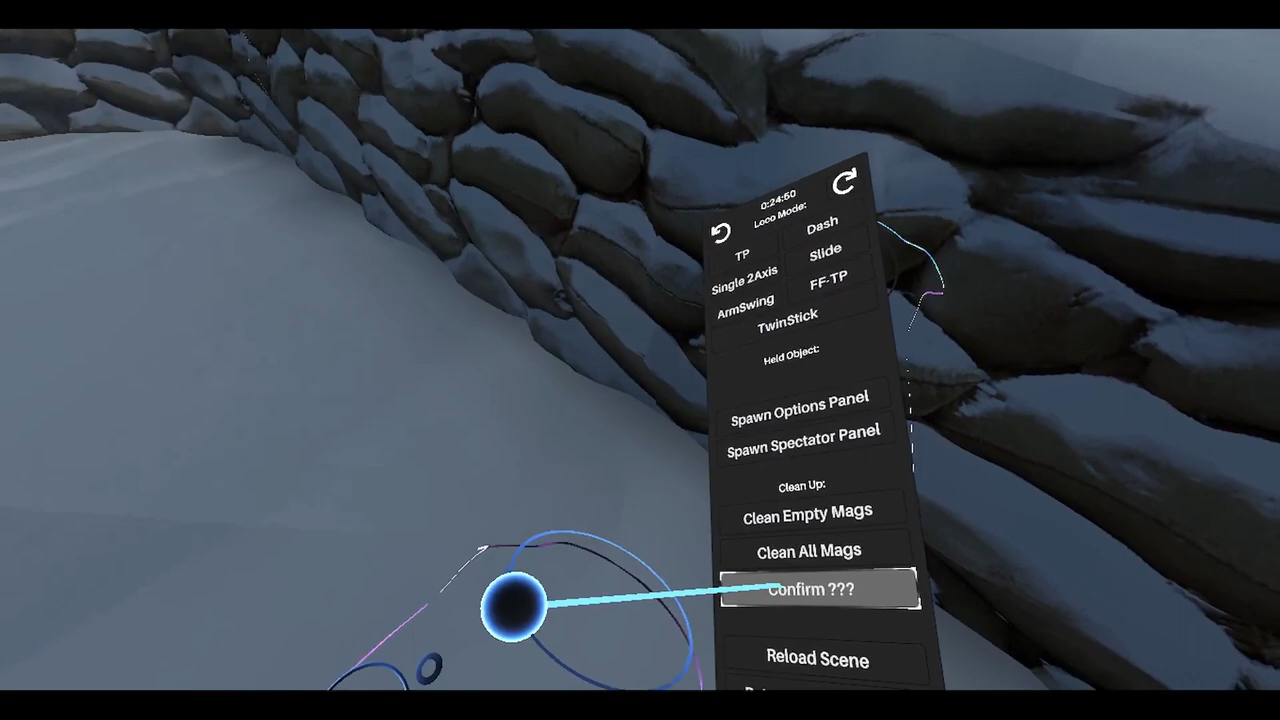 0:24:50
Loco Mode:
TP
Dash
Single 2Axis
Slide
ArmSwing
FF-TP
TwinStick
Held Object:
Spawn Options Panel
Spawn Spectator Panel
Clean Up:
Clean Empty Mags
Clean All Mags
Confirm ???
Reload Scene